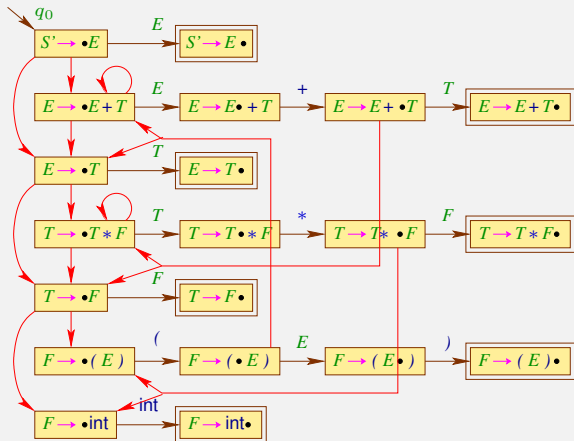 q0
E
S' → •E S' → E •
E + T
E → •E + T E → E• + T E → E + •T E → E + T•
T
E → •T E → T•
T * F
T → •T * F T → T • * F T → T* • F T → T * F•
F
T → •F T → F•
( E )
F → •( E ) F → ( •E ) F → ( E•) F → ( E ) •
int
F → •int F → int•